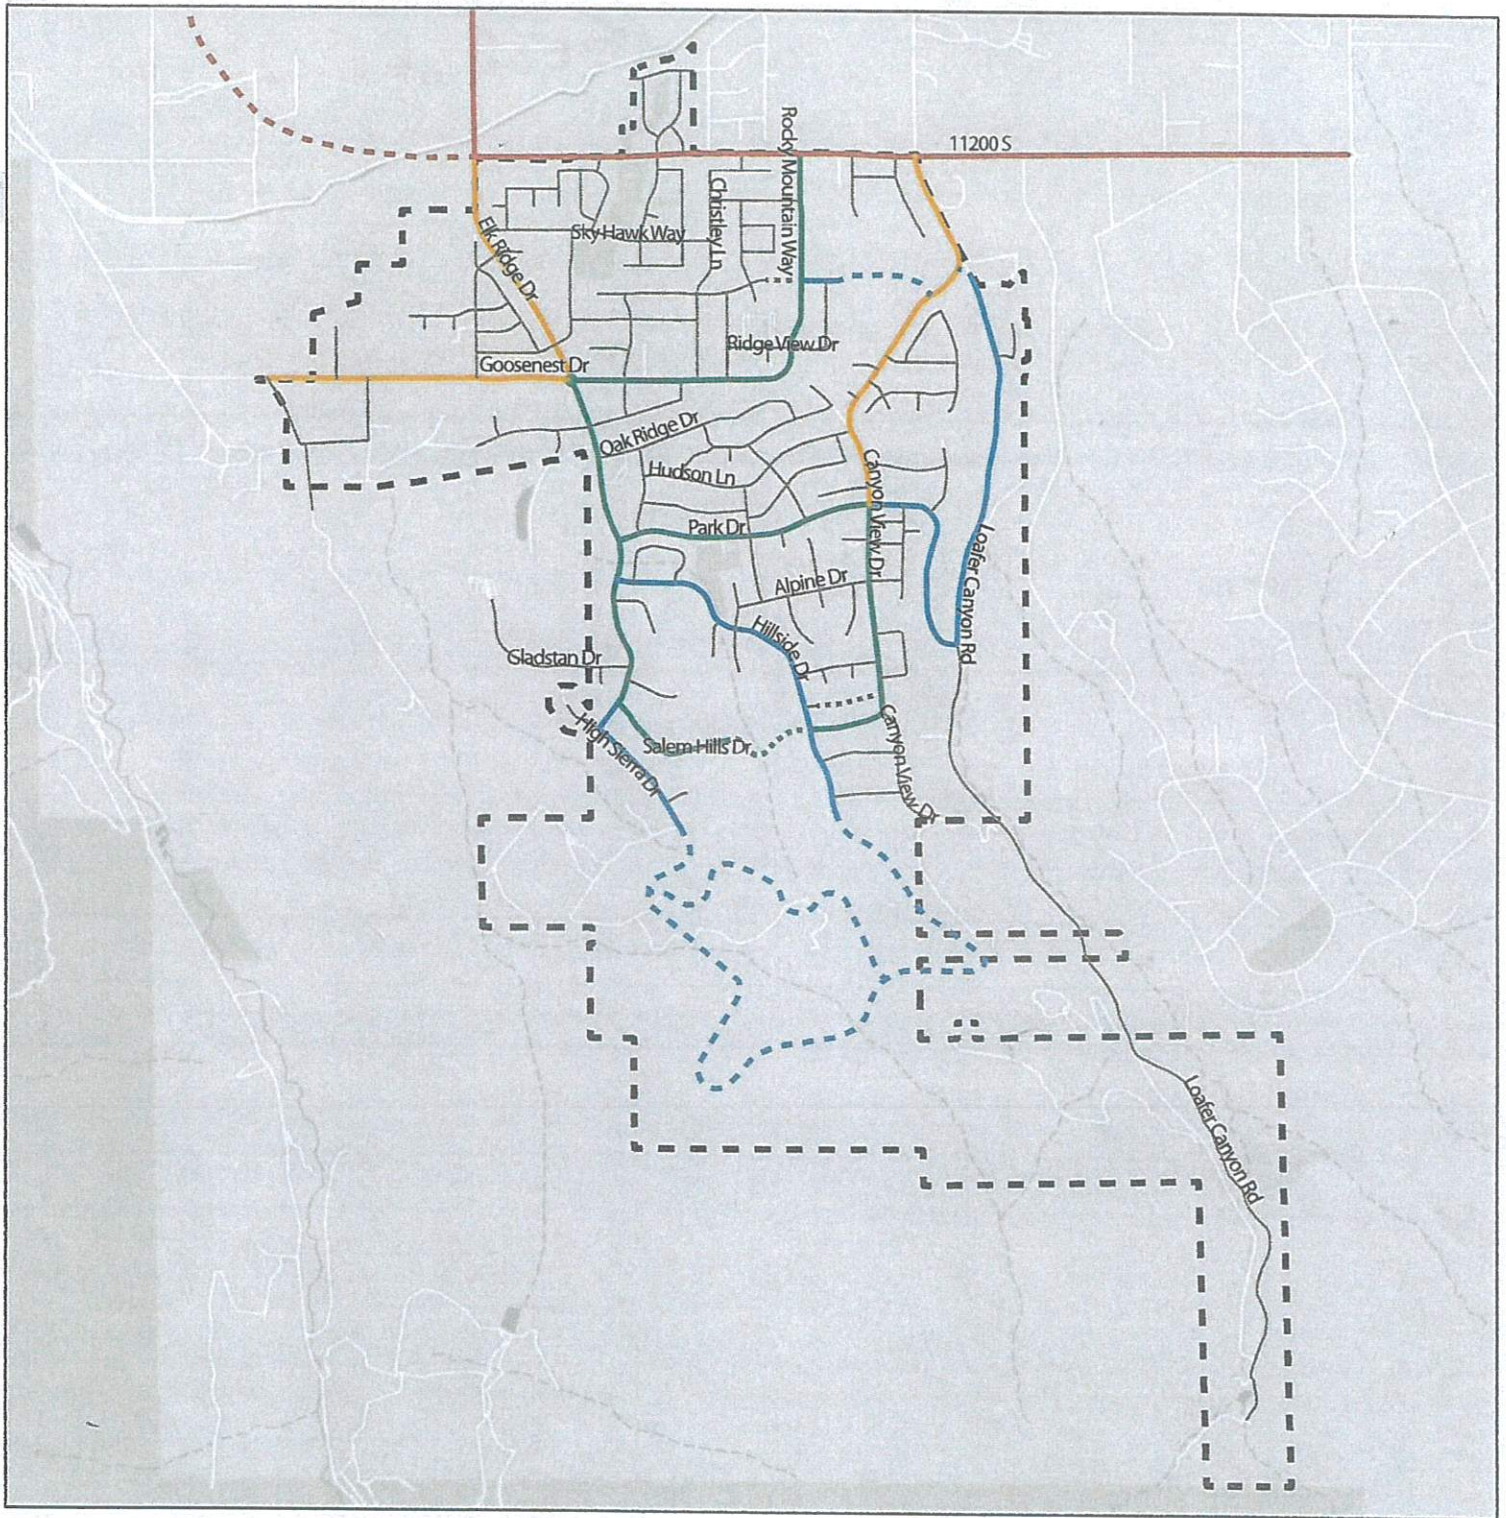 11200 S
Rocky Mountain Way
Christley Ln
Sky Hawk Way
Elk Ridge Dr
Ridge View Dr
Goosenest Dr
Oak Ridge Dr
Hudson Ln
Canyon View Dr
Park Dr
Loafer Canyon Rd
Alpine Dr
Hillside Dr
Gladstan Dr
High Sierra Dr
Salem Hills Dr
Canyon View Dr
Loafer Canyon Rd